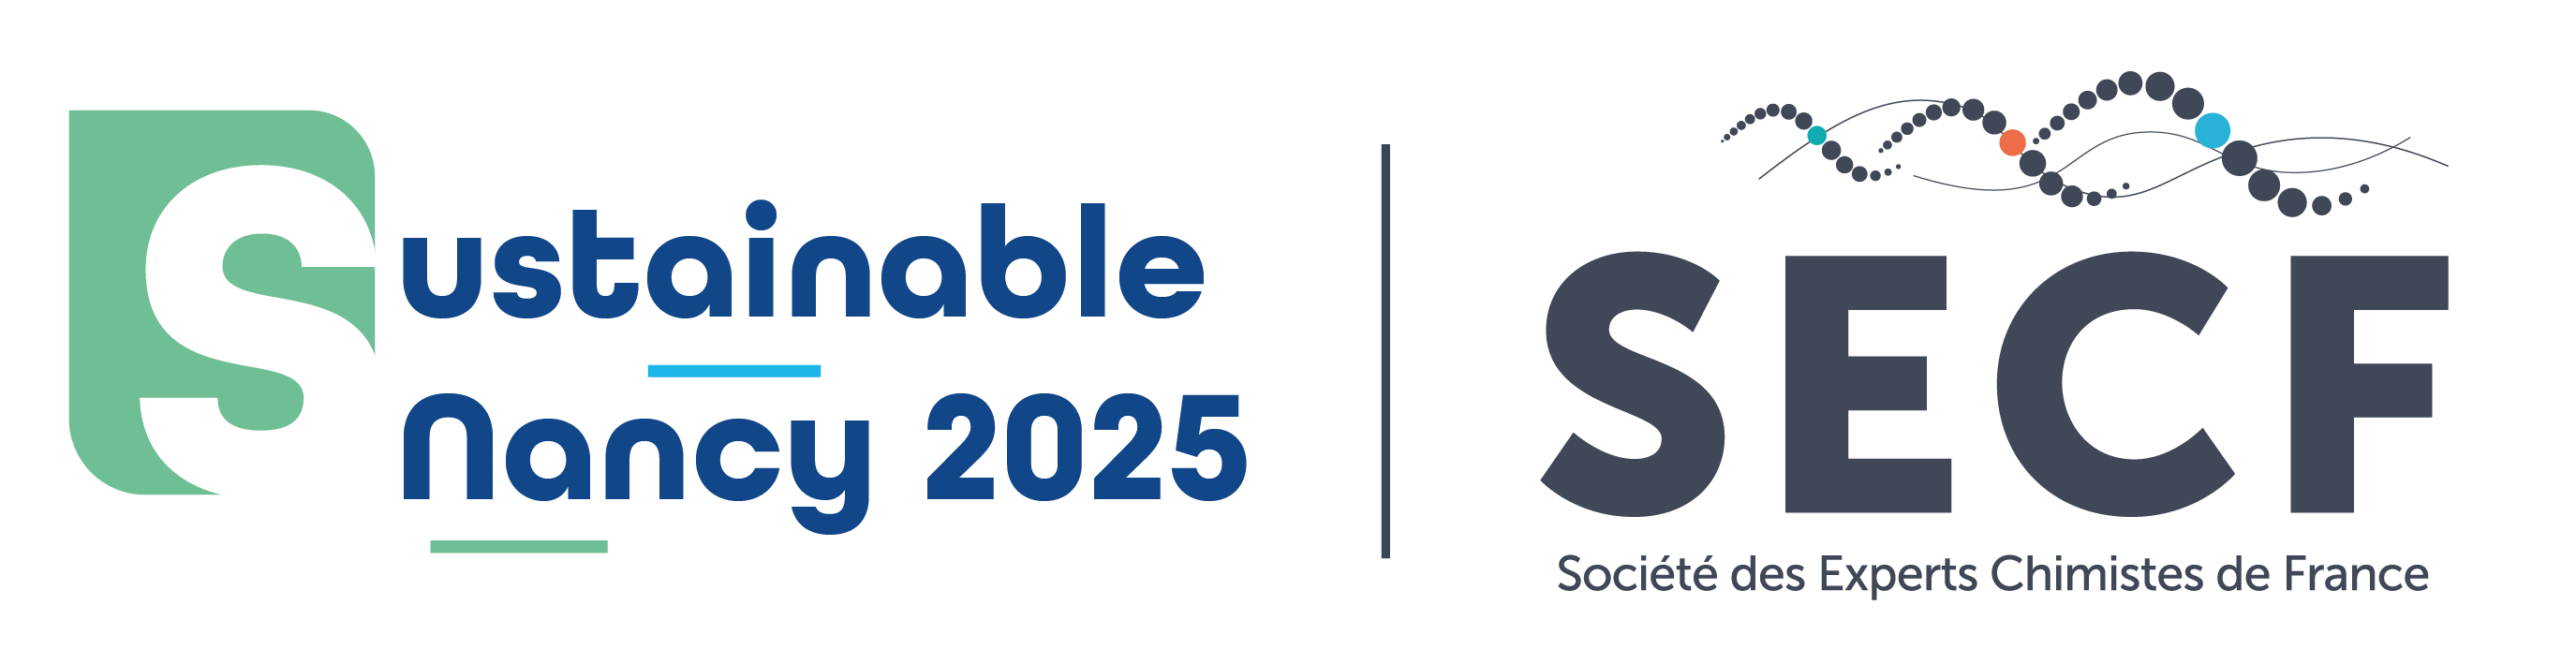 Sustainable
Nancy 2025
SECF
Société des Experts Chimistes de France